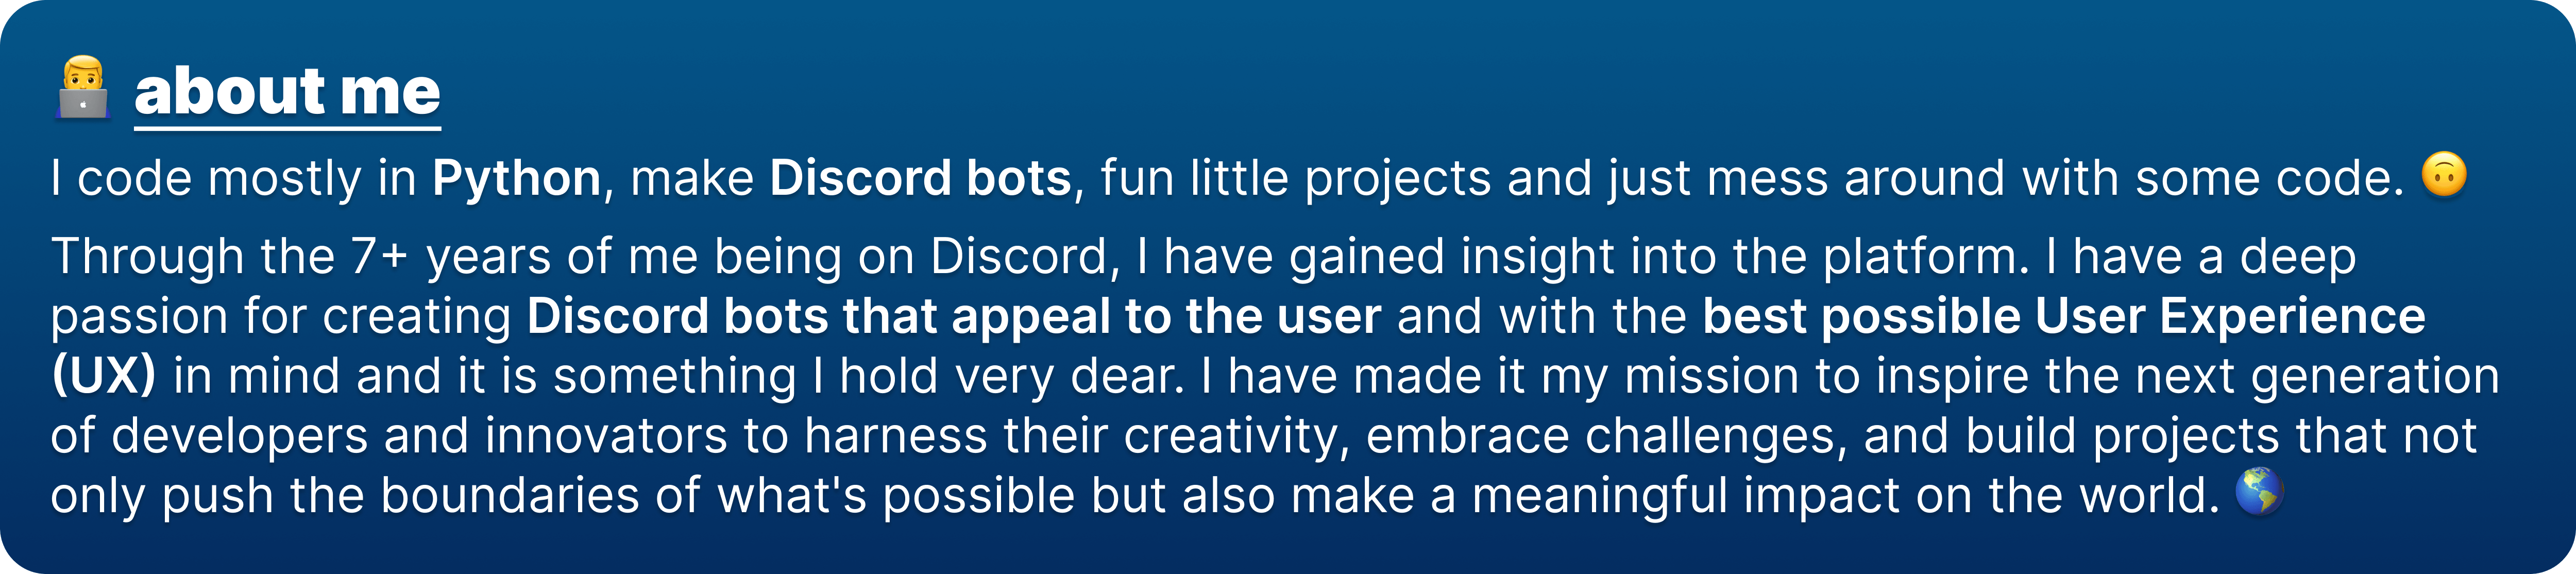 👨‍💻 about me
I code mostly in Python, make Discord bots, fun little projects and just mess around with some code. 🙃
Through the 7+ years of me being on Discord, I have gained insight into the platform. I have a deep
passion for creating Discord bots that appeal to the user and with the best possible User Experience
(UX) in mind and it is something I hold very dear. I have made it my mission to inspire the next generation
of developers and innovators to harness their creativity, embrace challenges, and build projects that not
only push the boundaries of what's possible but also make a meaningful impact on the world. 🌎